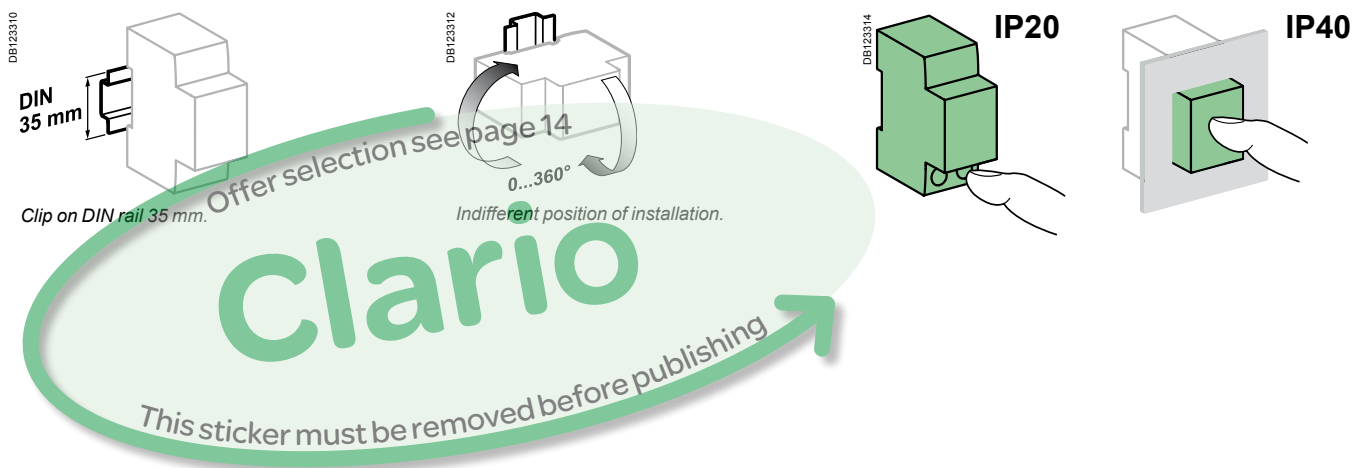 DB123310
DIN
35 mm
Clip on DIN rail 35 mm.
DB123312
0...360°
Indifferent position of installation.
DB123314
IP20
IP40
Offer selection see page 14
Clario
This sticker must be removed before publishing